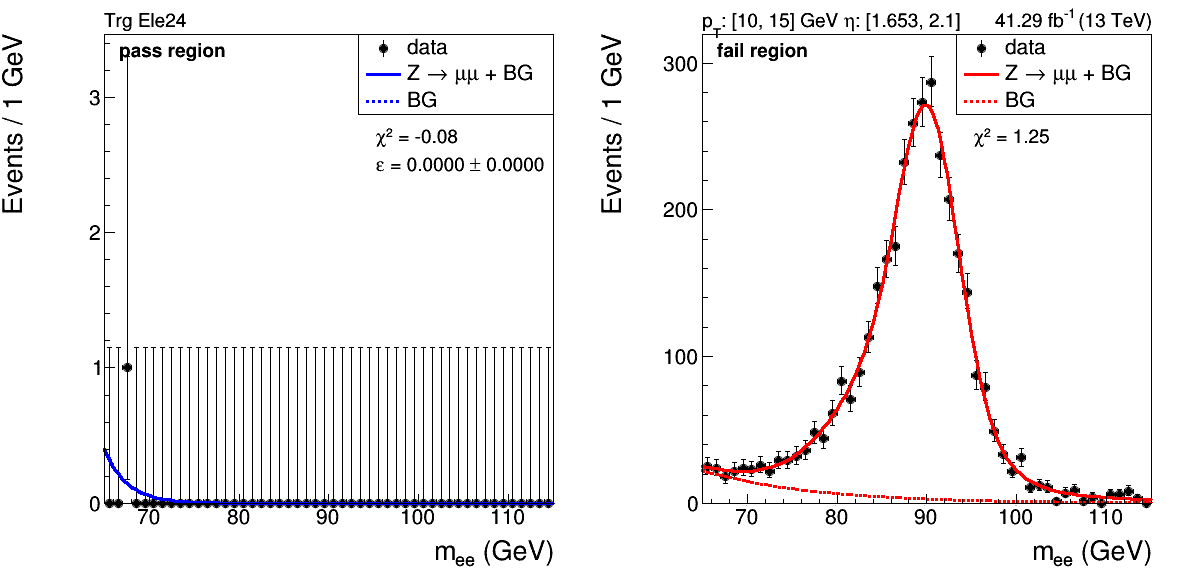 Trg Ele24
Events / 1 GeV
pass region
data
Z → μμ + BG
BG
χ² = -0.08
ε = 0.0000 ± 0.0000
3
2
1
0
70 80 90 100 110
m_ee (GeV)
p_T: [10, 15] GeV η: [1.653, 2.1] 41.29 fb⁻¹ (13 TeV)
Events / 1 GeV
fail region
data
Z → μμ + BG
BG
χ² = 1.25
300
200
100
0
70 80 90 100 110
m_ee (GeV)